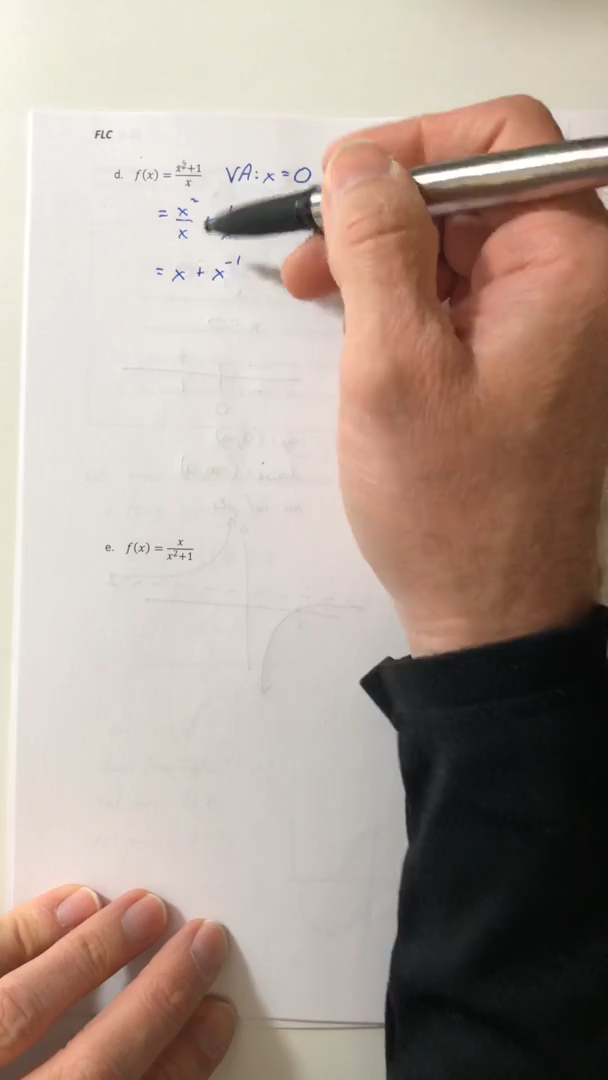 FLC
d. f(x) = x²+1/x VA: x = 0
= x²/x
= x + x⁻¹
e. f(x) = x/x²+1